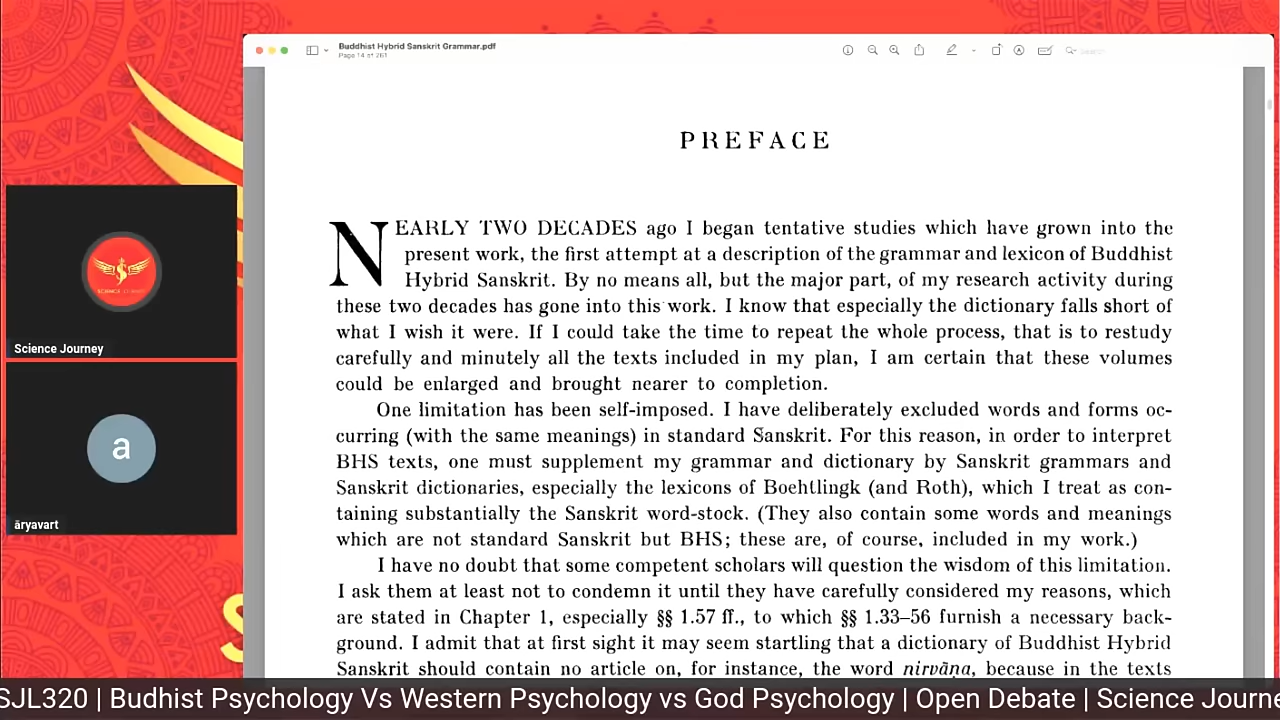 Buddhist Hybrid Sanskrit Grammar.pdf
Page 14 of 261
Search
PREFACE
NEARLY TWO DECADES ago I began tentative studies which have grown into the
present work, the first attempt at a description of the grammar and lexicon of Buddhist
Hybrid Sanskrit. By no means all, but the major part, of my research activity during
these two decades has gone into this work. I know that especially the dictionary falls short of
what I wish it were. If I could take the time to repeat the whole process, that is to restudy
carefully and minutely all the texts included in my plan, I am certain that these volumes
could be enlarged and brought nearer to completion.
One limitation has been self-imposed. I have deliberately excluded words and forms oc-
curring (with the same meanings) in standard Sanskrit. For this reason, in order to interpret
BHS texts, one must supplement my grammar and dictionary by Sanskrit grammars and
Sanskrit dictionaries, especially the lexicons of Boehtlingk (and Roth), which I treat as con-
taining substantially the Sanskrit word-stock. (They also contain some words and meanings
which are not standard Sanskrit but BHS; these are, of course, included in my work.)
I have no doubt that some competent scholars will question the wisdom of this limitation.
I ask them at least not to condemn it until they have carefully considered my reasons, which
are stated in Chapter 1, especially §§ 1.57 ff., to which §§ 1.33–56 furnish a necessary back-
ground. I admit that at first sight it may seem startling that a dictionary of Buddhist Hybrid
Sanskrit should contain no article on, for instance, the word nirvāṇa, because in the texts
SCIENCE JOURNEY
Science Journey
a
āryavart
SJL320 | Budhist Psychology Vs Western Psychology vs God Psychology | Open Debate | Science Journe